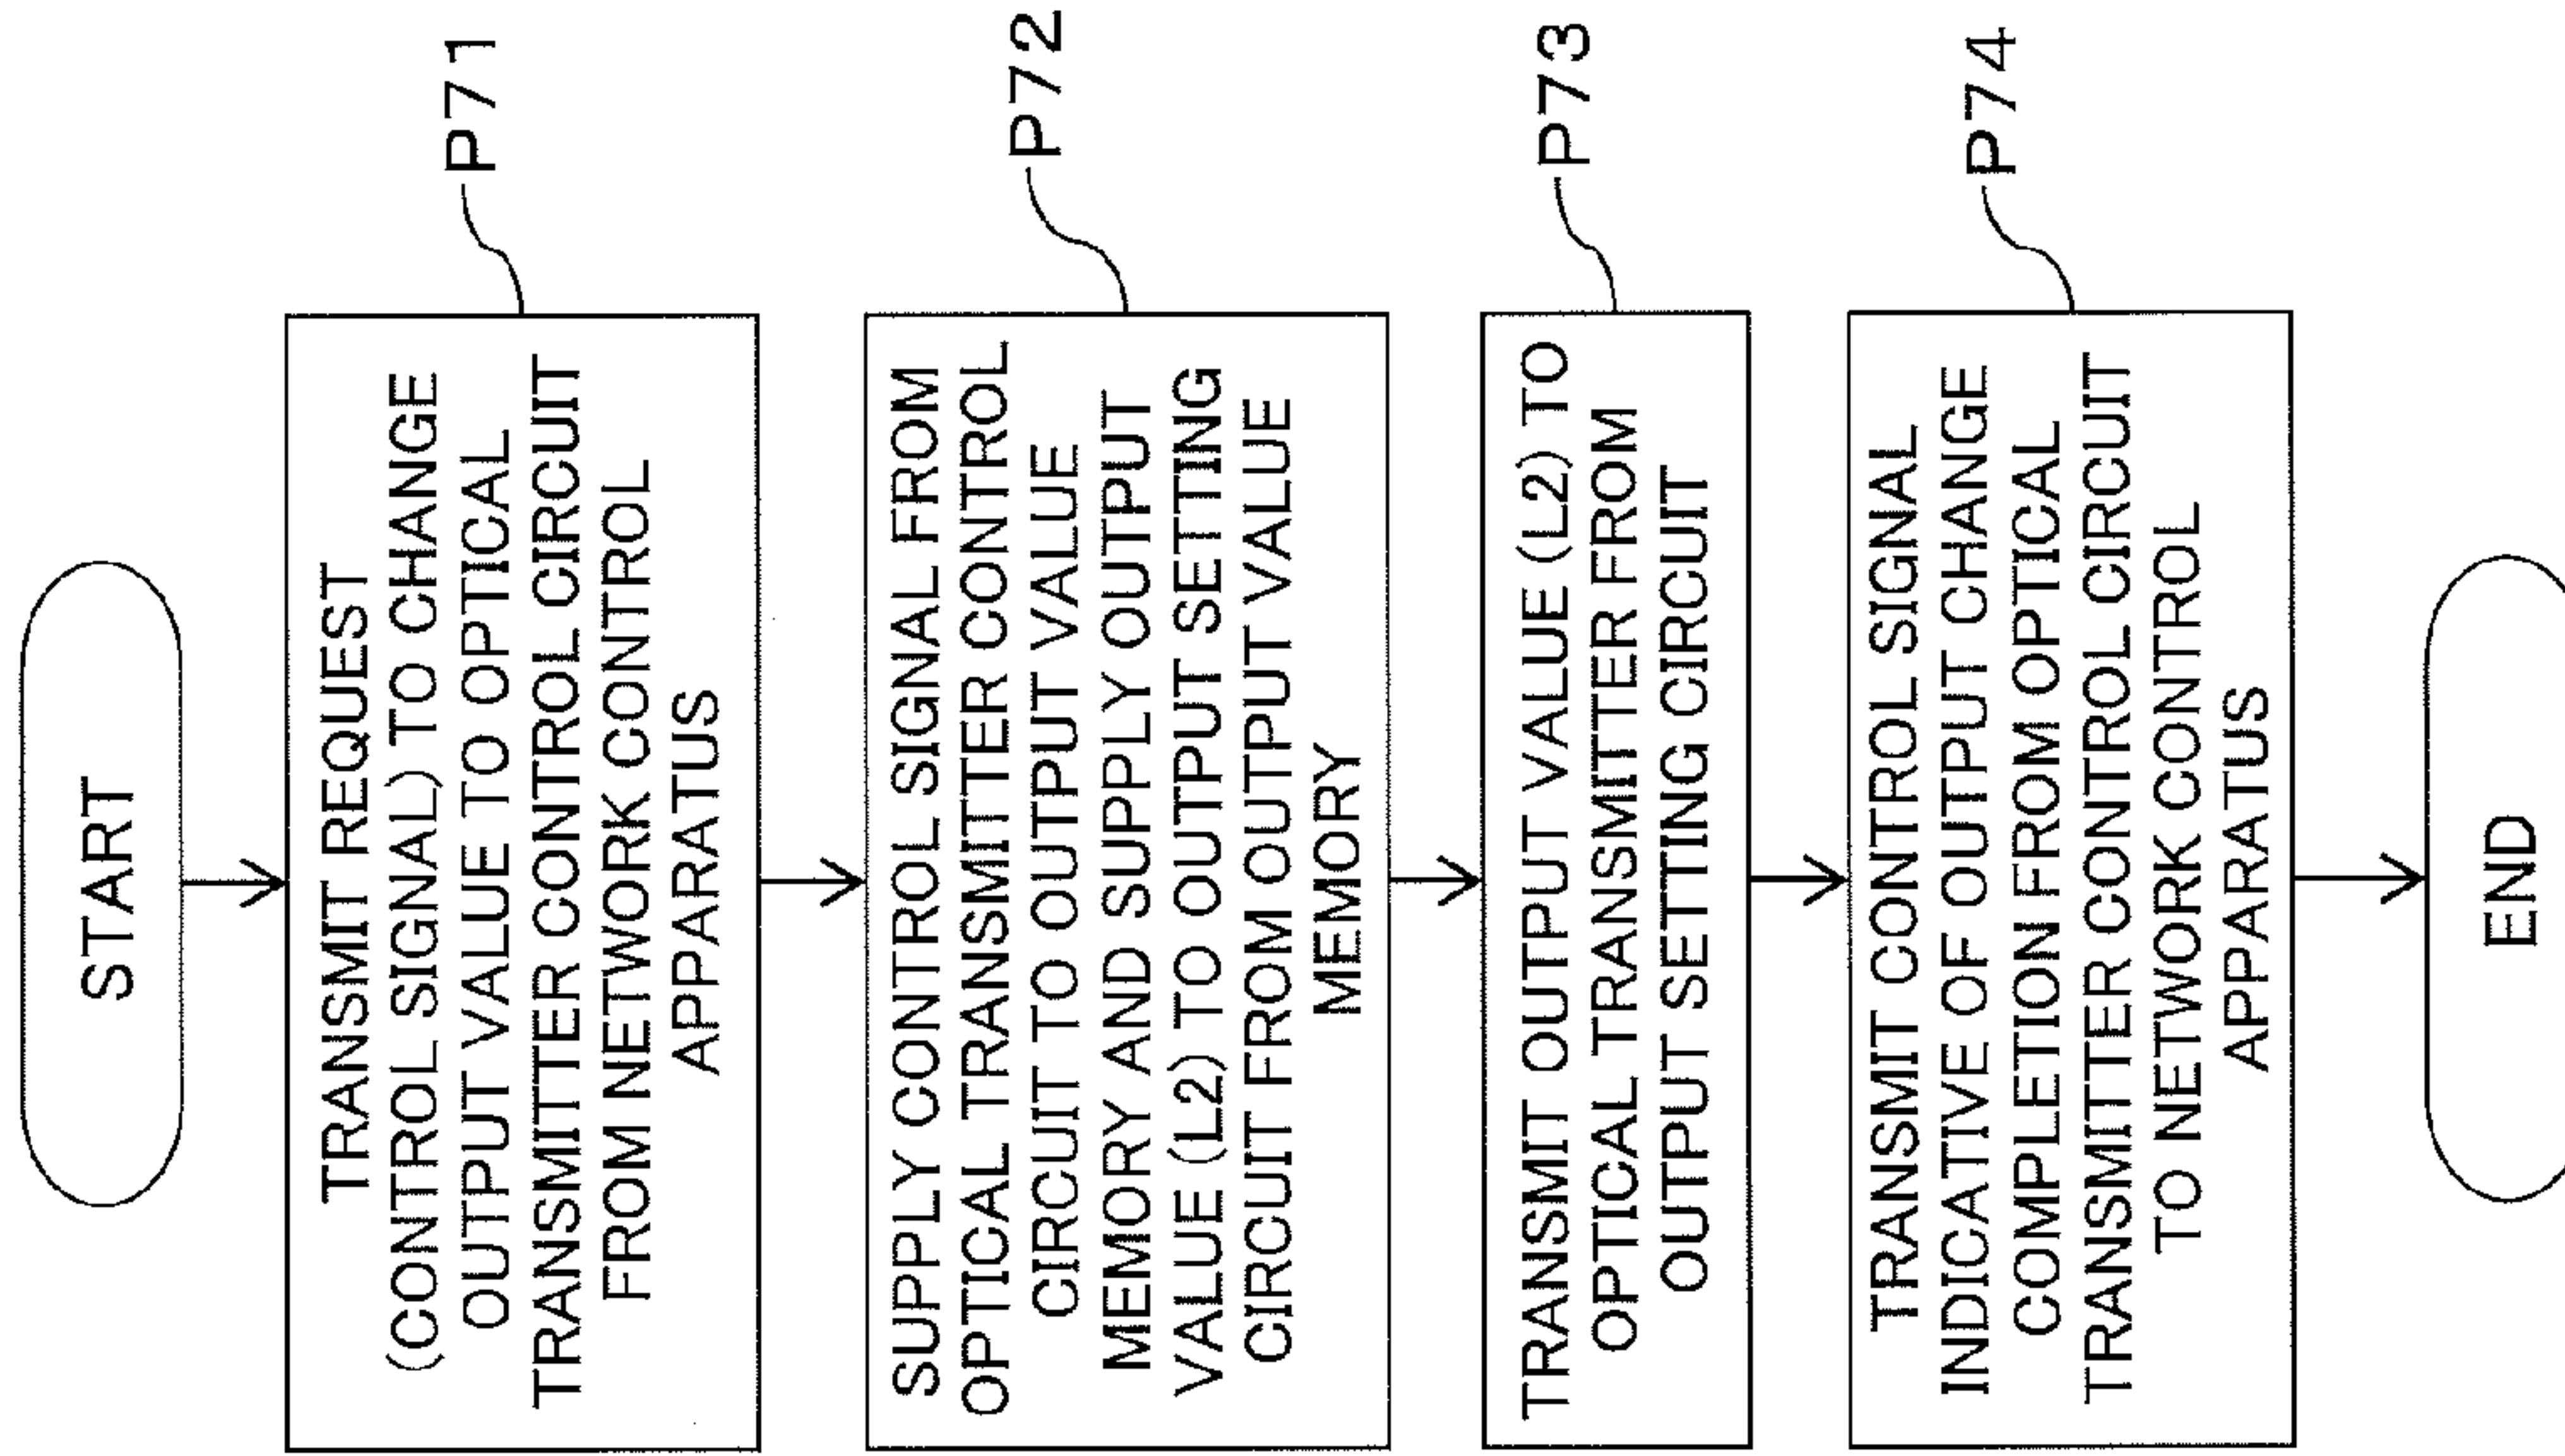 START
TRANSMIT REQUEST
(CONTROL SIGNAL) TO CHANGE
OUTPUT VALUE TO OPTICAL
TRANSMITTER CONTROL CIRCUIT
FROM NETWORK CONTROL
APPARATUS
P71
SUPPLY CONTROL SIGNAL FROM
OPTICAL TRANSMITTER CONTROL
CIRCUIT TO OUTPUT VALUE
MEMORY AND SUPPLY OUTPUT
VALUE (L2) TO OUTPUT SETTING
CIRCUIT FROM OUTPUT VALUE
MEMORY
P72
TRANSMIT OUTPUT VALUE (L2) TO
OPTICAL TRANSMITTER FROM
OUTPUT SETTING CIRCUIT
P73
TRANSMIT CONTROL SIGNAL
INDICATIVE OF OUTPUT CHANGE
COMPLETION FROM OPTICAL
TRANSMITTER CONTROL CIRCUIT
TO NETWORK CONTROL
APPARATUS
P74
END